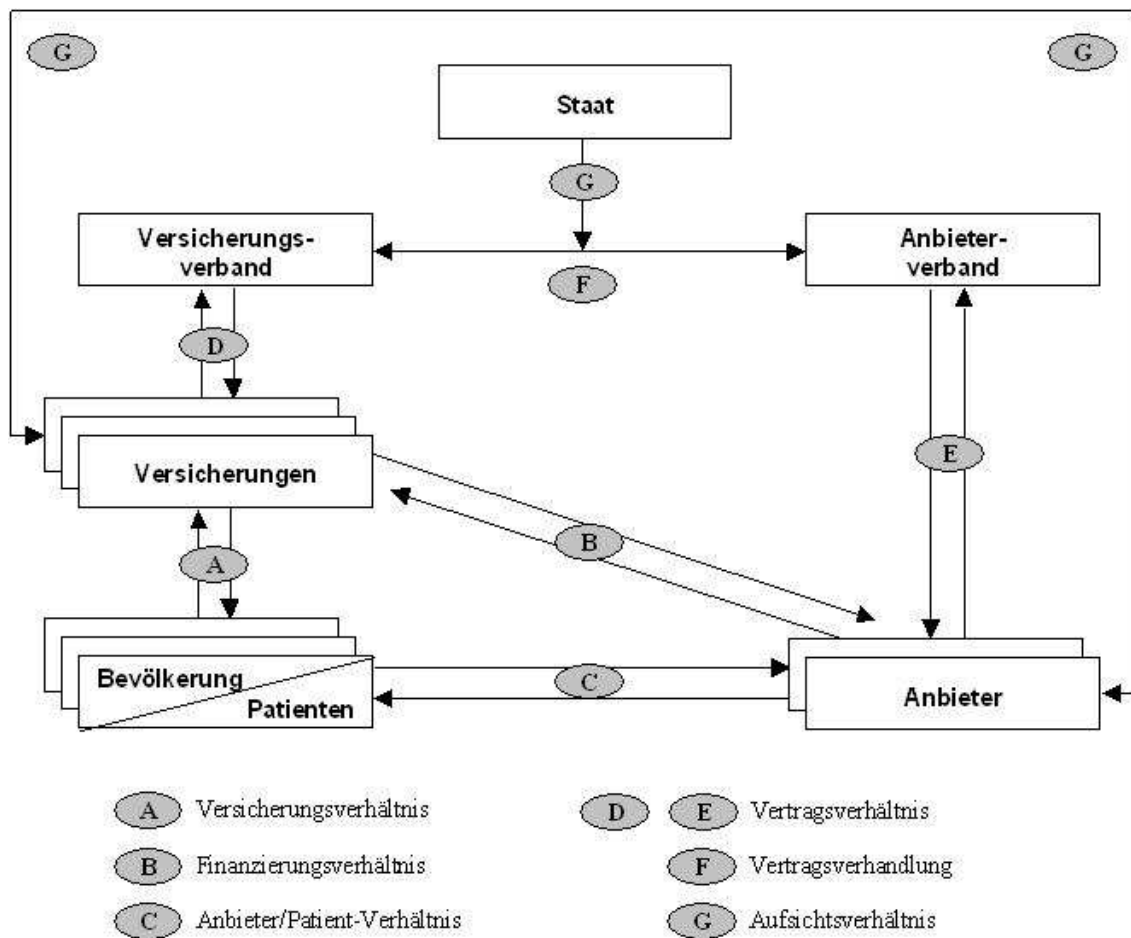 G
G
Staat
G
Versicherungs-
verband
Anbieter-
verband
F
D
Versicherungen
E
B
A
Bevölkerung
Patienten
C
Anbieter
A Versicherungsverhältnis
D E Vertragsverhältnis
B Finanzierungsverhältnis
F Vertragsverhandlung
C Anbieter/Patient-Verhältnis
G Aufsichtsverhältnis